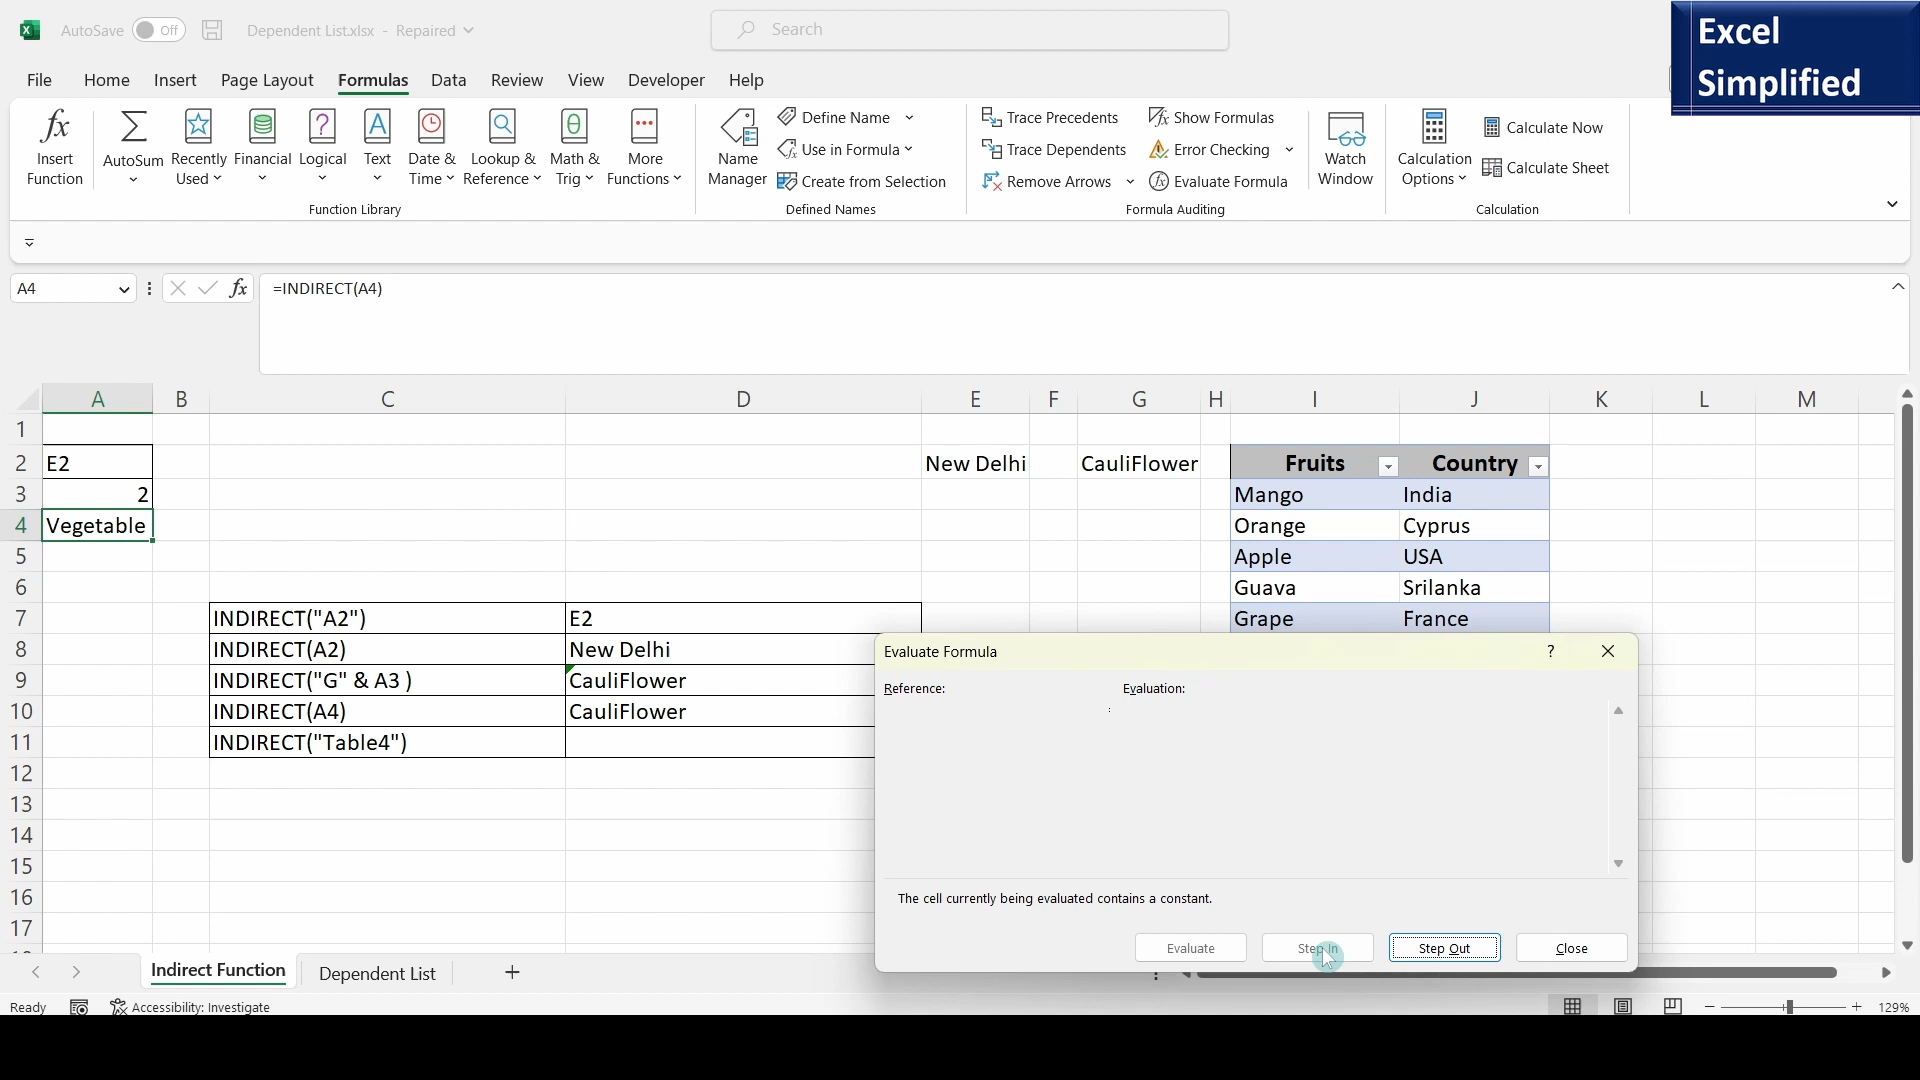 AutoSave Off Dependent List.xlsx - Repaired Search
Excel
Simplified
File Home Insert Page Layout Formulas Data Review View Developer Help
Insert
Function
AutoSum
Recently
Used
Financial
Logical
Text
Date &
Time
Lookup &
Reference
Math &
Trig
More
Functions
Function Library
Name
Manager
Define Name
Use in Formula
Create from Selection
Defined Names
Trace Precedents
Trace Dependents
Remove Arrows
Show Formulas
Error Checking
Evaluate Formula
Formula Auditing
Watch
Window
Calculation
Options
Calculate Now
Calculate Sheet
Calculation
A4 fx =INDIRECT(A4)
A B C D E F G H I J K L M
1
2 E2 New Delhi CauliFlower Fruits Country
3 2 Mango India
4 Vegetable Orange Cyprus
5 Apple USA
6 Guava Srilanka
7 INDIRECT("A2") E2 Grape France
8 INDIRECT(A2) New Delhi
9 INDIRECT("G" & A3 ) CauliFlower
10 INDIRECT(A4) CauliFlower
11 INDIRECT("Table4")
12
13
14
15
16
17
Evaluate Formula ?
Reference: Evaluation:
The cell currently being evaluated contains a constant.
Evaluate Step In Step Out Close
Indirect Function Dependent List
Ready Accessibility: Investigate 129%